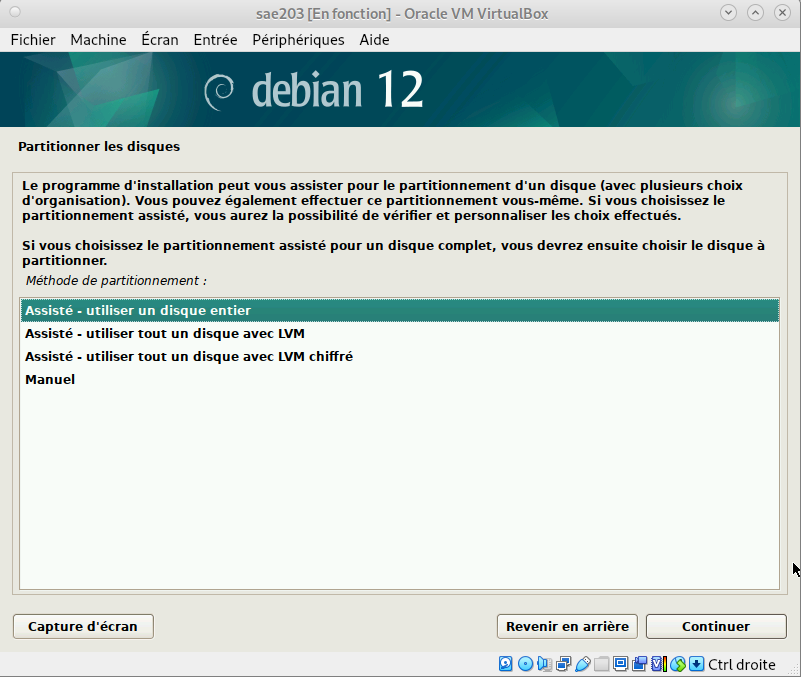 sae203 [En fonction] - Oracle VM VirtualBox
Fichier Machine Écran Entrée Périphériques Aide
debian 12
Partitionner les disques
Le programme d'installation peut vous assister pour le partitionnement d'un disque (avec plusieurs choix
d'organisation). Vous pouvez également effectuer ce partitionnement vous-même. Si vous choisissez le
partitionnement assisté, vous aurez la possibilité de vérifier et personnaliser les choix effectués.
Si vous choisissez le partitionnement assisté pour un disque complet, vous devrez ensuite choisir le disque à
partitionner.
Méthode de partitionnement :
Assisté - utiliser un disque entier
Assisté - utiliser tout un disque avec LVM
Assisté - utiliser tout un disque avec LVM chiffré
Manuel
Capture d'écran Revenir en arrière Continuer
Ctrl droite